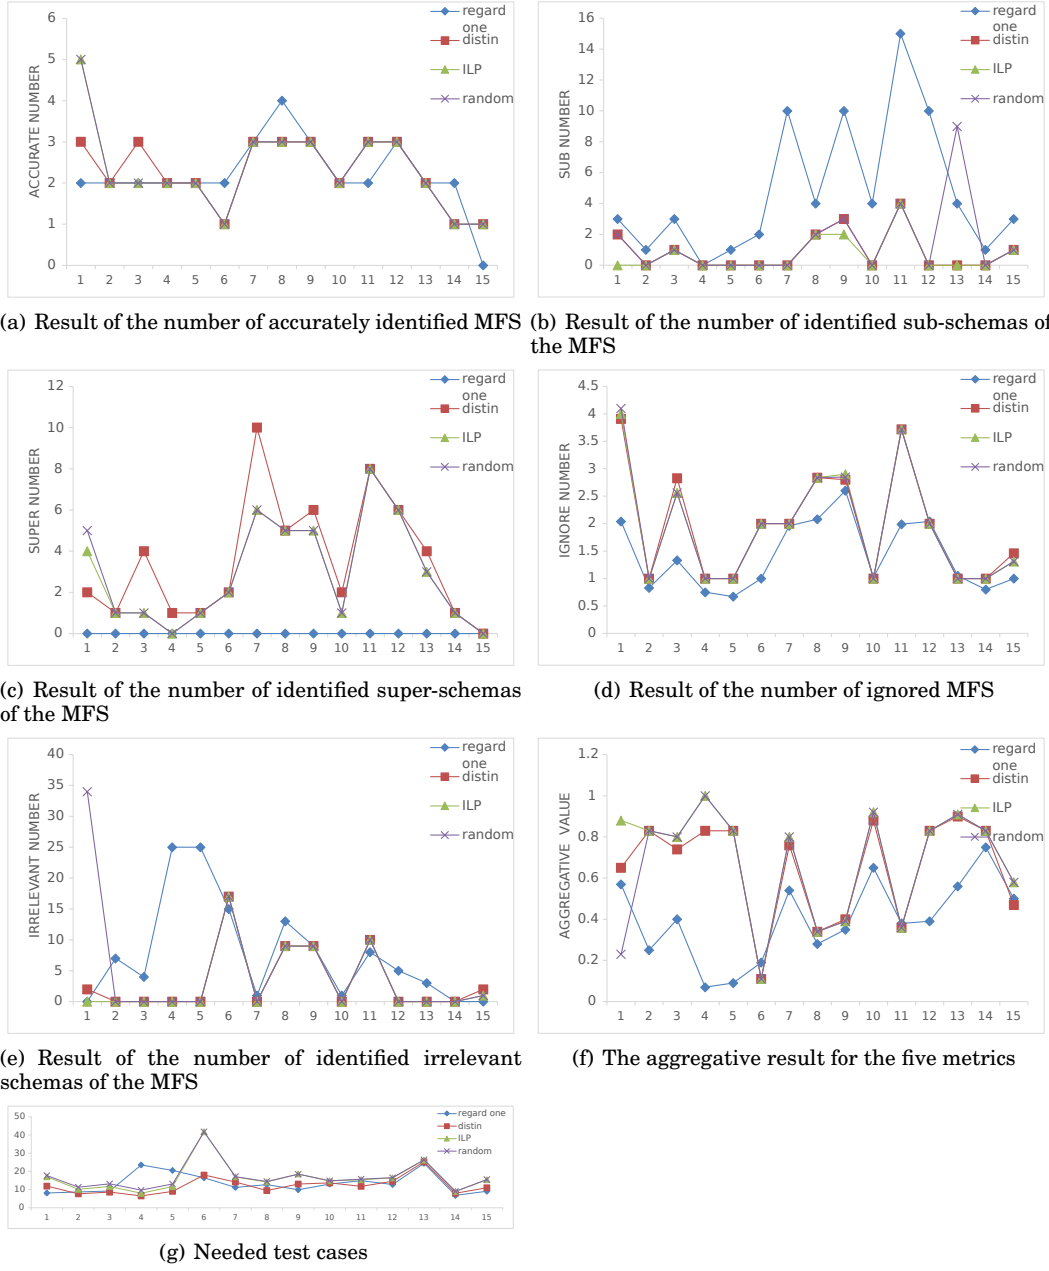 6
5
4
3
2
1
0
ACCURATE NUMBER
1 2 3 4 5 6 7 8 9 10 11 12 13 14 15
regard one
distin
ILP
random
(a) Result of the number of accurately identified MFS
16
14
12
10
8
6
4
2
0
SUB NUMBER
1 2 3 4 5 6 7 8 9 10 11 12 13 14 15
regard one
distin
ILP
random
(b) Result of the number of identified sub-schemas of
the MFS
12
10
8
6
4
2
0
SUPER NUMBER
1 2 3 4 5 6 7 8 9 10 11 12 13 14 15
regard one
distin
ILP
random
(c) Result of the number of identified super-schemas
of the MFS
4.5
4
3.5
3
2.5
2
1.5
1
0.5
0
IGNORE NUMBER
1 2 3 4 5 6 7 8 9 10 11 12 13 14 15
regard one
distin
ILP
random
(d) Result of the number of ignored MFS
40
35
30
25
20
15
10
5
0
IRRELEVANT NUMBER
1 2 3 4 5 6 7 8 9 10 11 12 13 14 15
regard one
distin
ILP
random
(e) Result of the number of identified irrelevant
schemas of the MFS
1.2
1
0.8
0.6
0.4
0.2
0
AGGREGATIVE VALUE
1 2 3 4 5 6 7 8 9 10 11 12 13 14 15
regard one
distin
ILP
random
(f) The aggregative result for the five metrics
50
40
30
20
10
0
1 2 3 4 5 6 7 8 9 10 11 12 13 14 15
regard one
distin
ILP
random
(g) Needed test cases